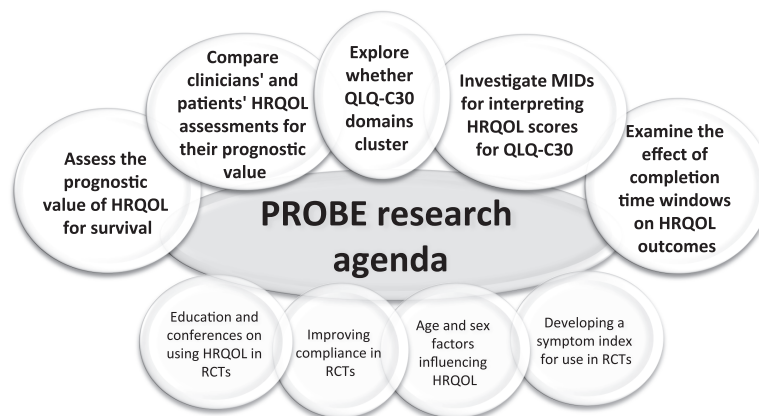 Assess the
prognostic
value of HRQOL
for survival
Compare
clinicians' and
patients' HRQOL
assessments for
their prognostic
value
Explore
whether
QLQ-C30
domains
cluster
Investigate MIDs
for interpreting
HRQOL scores
for QLQ-C30
Examine the
effect of
completion
time windows
on HRQOL
outcomes
PROBE research
agenda
Education and
conferences on
using HRQOL in
RCTs
Improving
compliance in
RCTs
Age and sex
factors
influencing
HRQOL
Developing a
symptom index
for use in RCTs